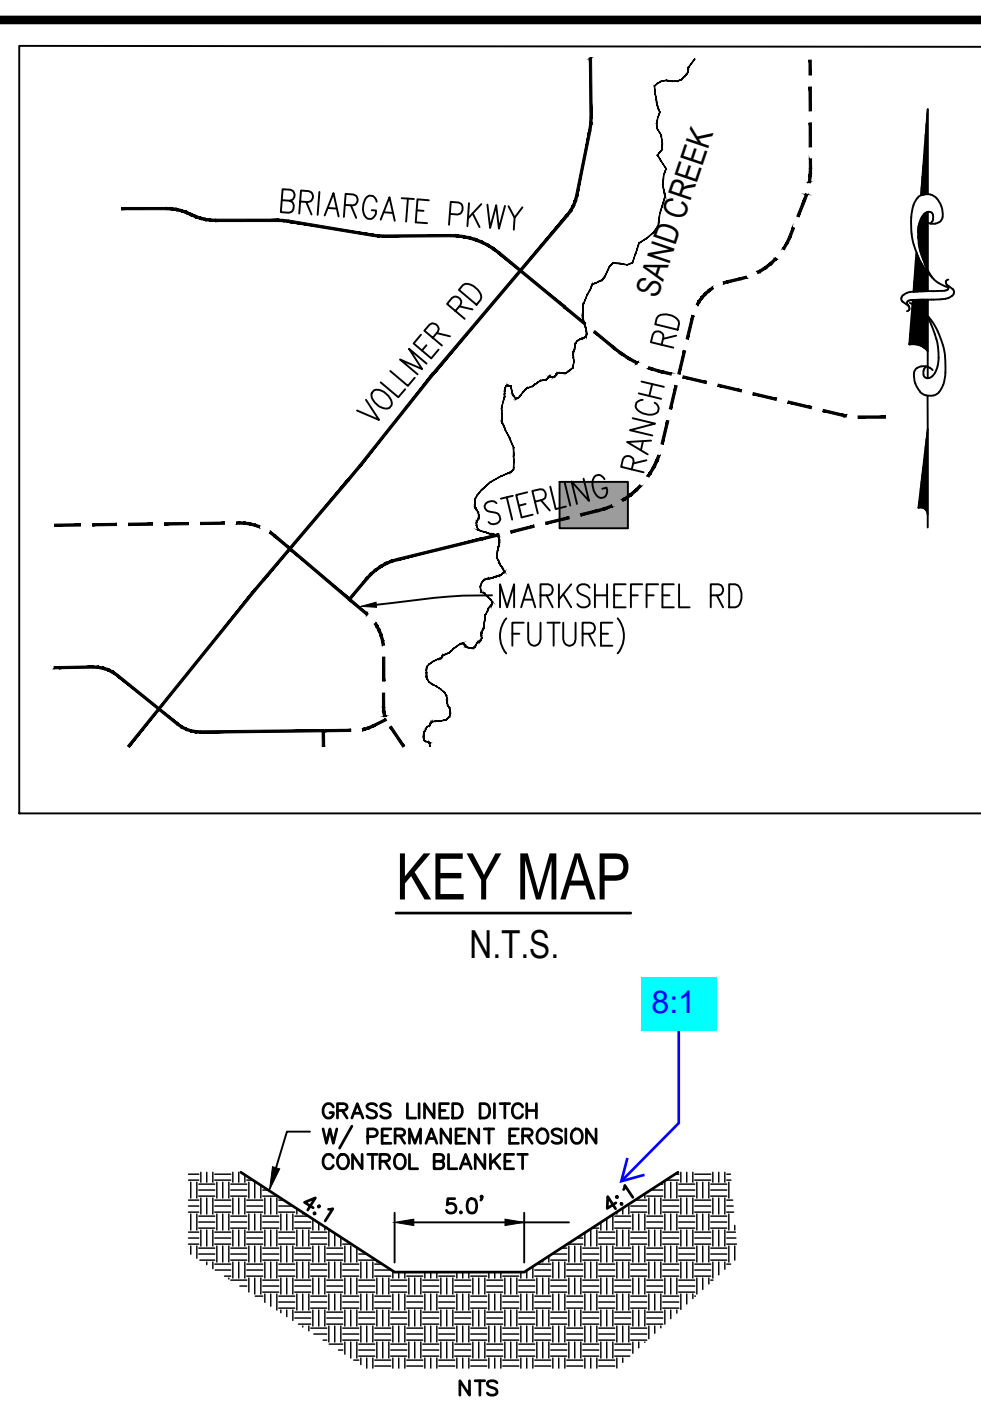 BRIARGATE PKWY
SAND CREEK
VOLLMER RD
RANCH RD
STERLING
MARKSHEFFEL RD
(FUTURE)
KEY MAP
N.T.S.
8:1
GRASS LINED DITCH
W/ PERMANENT EROSION
CONTROL BLANKET
4:1
5.0'
4:1
NTS